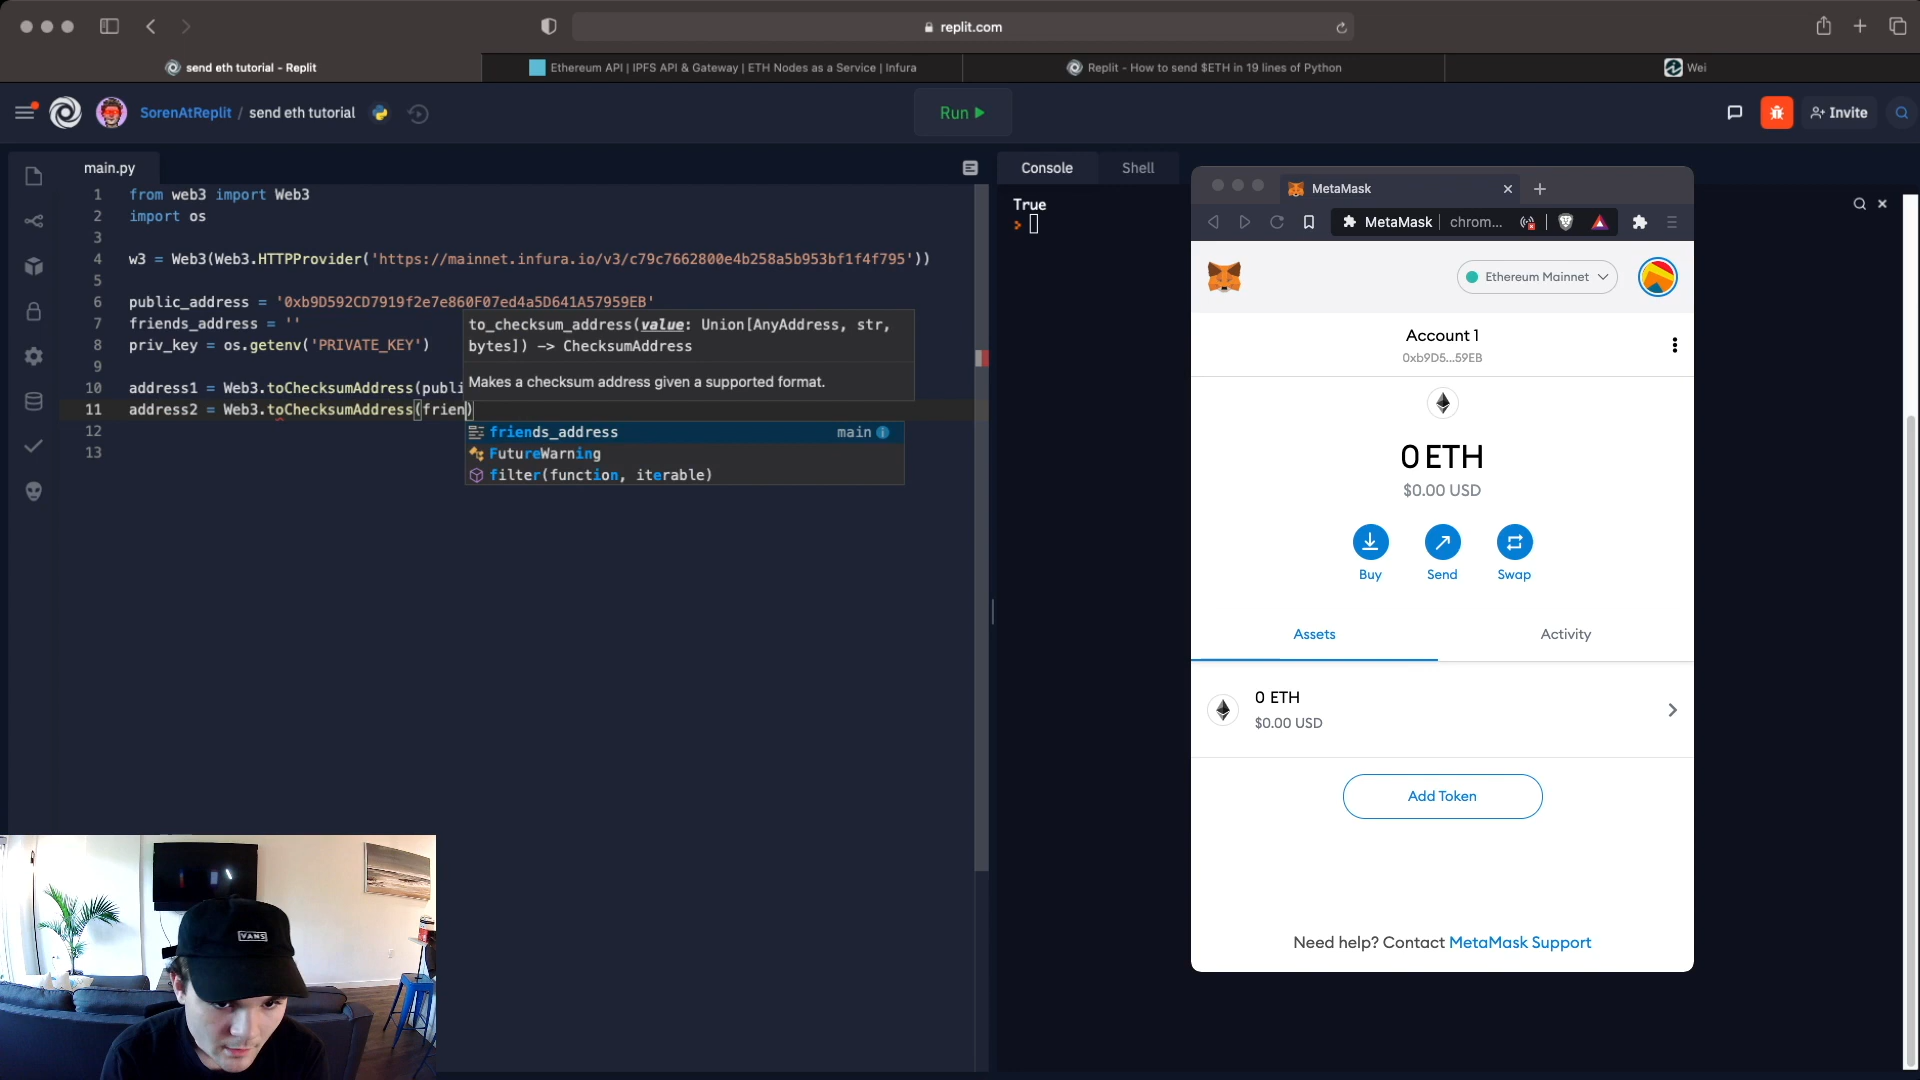 replit.com
send eth tutorial - Replit
Ethereum API | IPFS API & Gateway | ETH Nodes as a Service | Infura
Replit - How to send $ETH in 19 lines of Python
Wei
SorenAtReplit / send eth tutorial
Run
Invite
main.py
1 from web3 import Web3
2 import os
3
4 w3 = Web3(Web3.HTTPProvider('https://mainnet.infura.io/v3/c79c7662800e4b258a5b953bf1f4f795'))
5
6 public_address = '0xb9D592CD7919f2e7e860F07ed4a5D641A57959EB'
7 friends_address = ''
8 priv_key = os.getenv('PRIVATE_KEY')
9
10 address1 = Web3.toChecksumAddress(publi
11 address2 = Web3.toChecksumAddress(frien)
12
13
to_checksum_address(value: Union[AnyAddress, str,
bytes]) -> ChecksumAddress
Makes a checksum address given a supported format.
friends_address main
FutureWarning
filter(function, iterable)
Console
Shell
True
MetaMask
MetaMask
chrom...
Ethereum Mainnet
Account 1
0xb9D5...59EB
0 ETH
$0.00 USD
Buy
Send
Swap
Assets
Activity
0 ETH
$0.00 USD
Add Token
Need help? Contact MetaMask Support
VANS